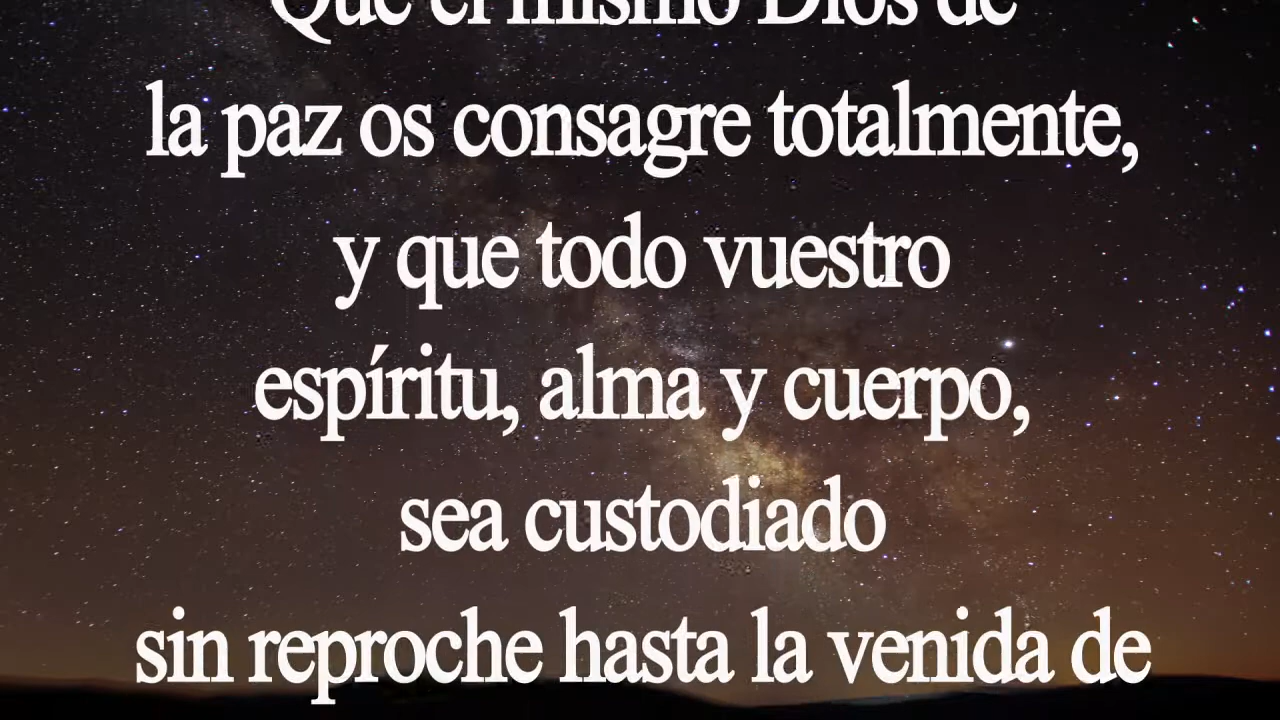 Que el mismo Dios de
la paz os consagre totalmente,
y que todo vuestro
espíritu, alma y cuerpo,
sea custodiado
sin reproche hasta la venida de